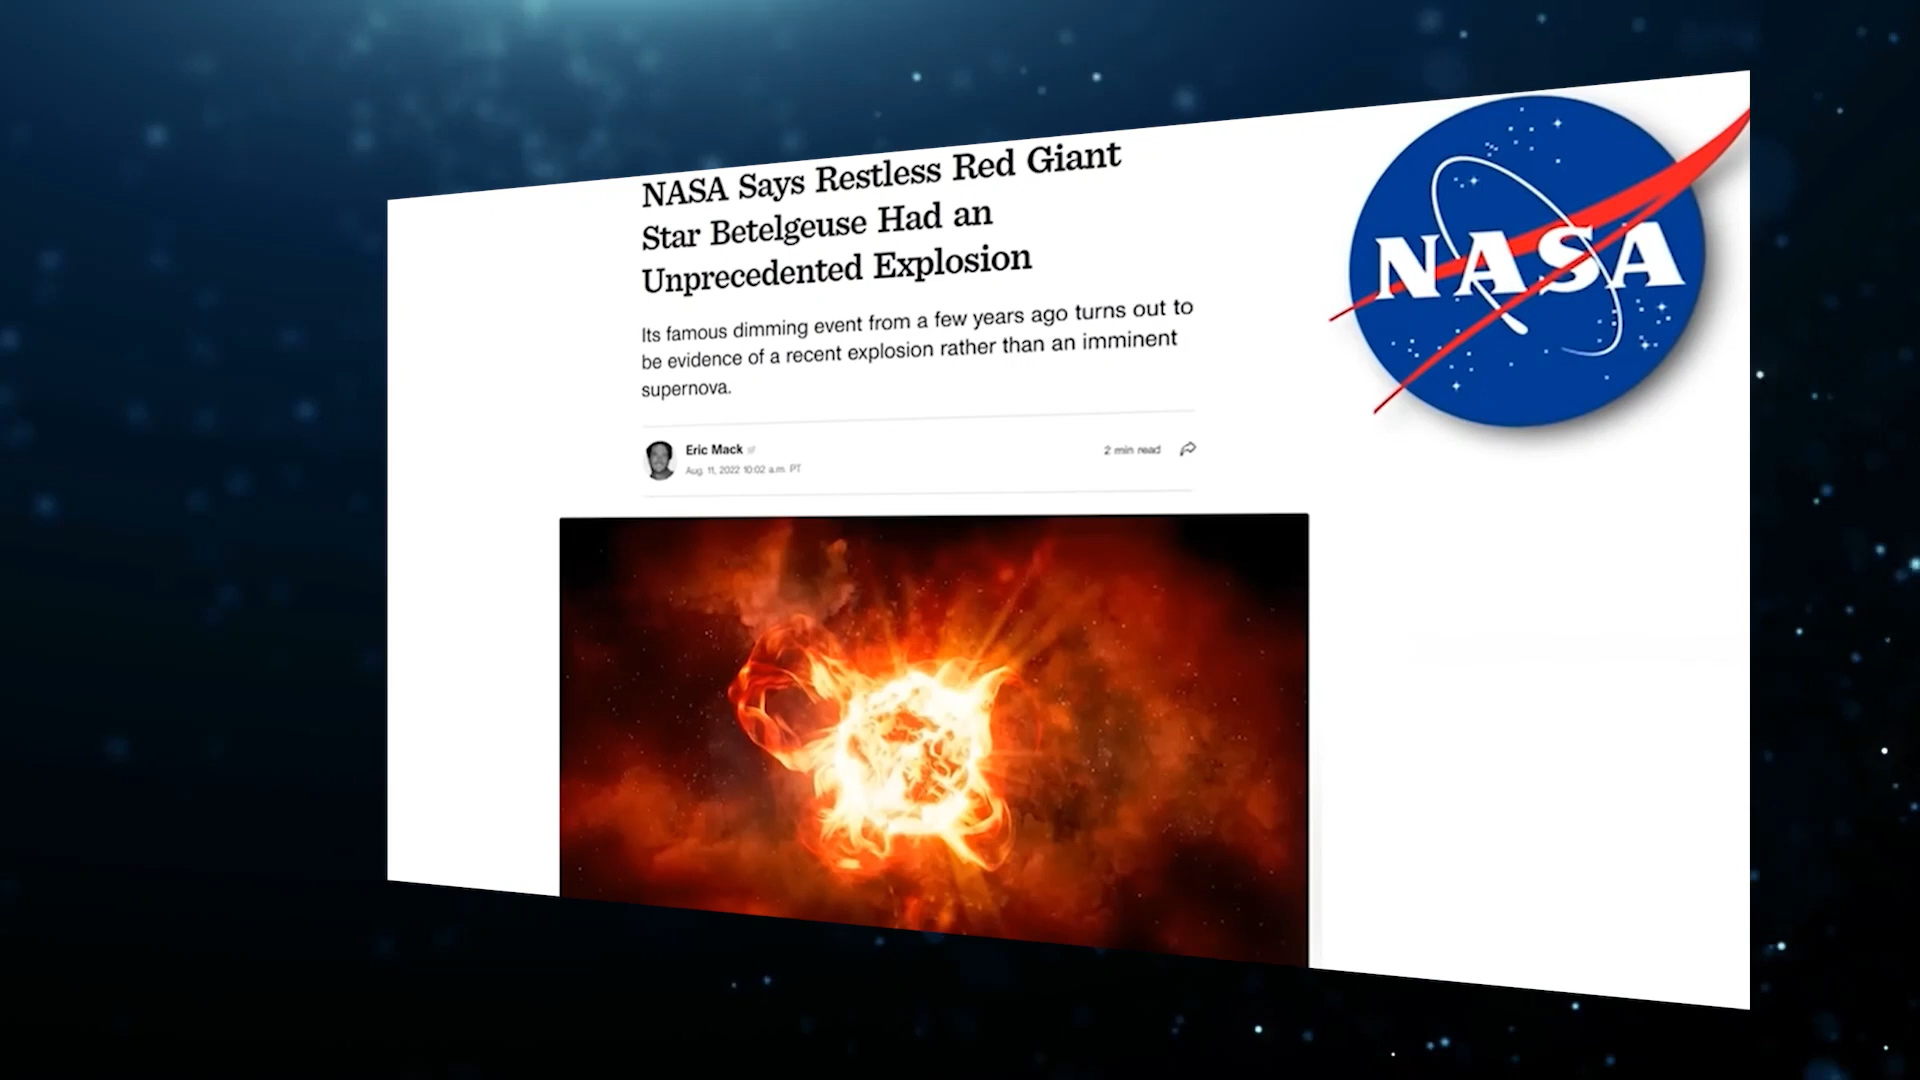 NASA Says Restless Red Giant
Star Betelgeuse Had an
Unprecedented Explosion
Its famous dimming event from a few years ago turns out to
be evidence of a recent explosion rather than an imminent
supernova.
Eric Mack
Aug. 11, 2022 10:02 a.m. PT
2 min read
NASA